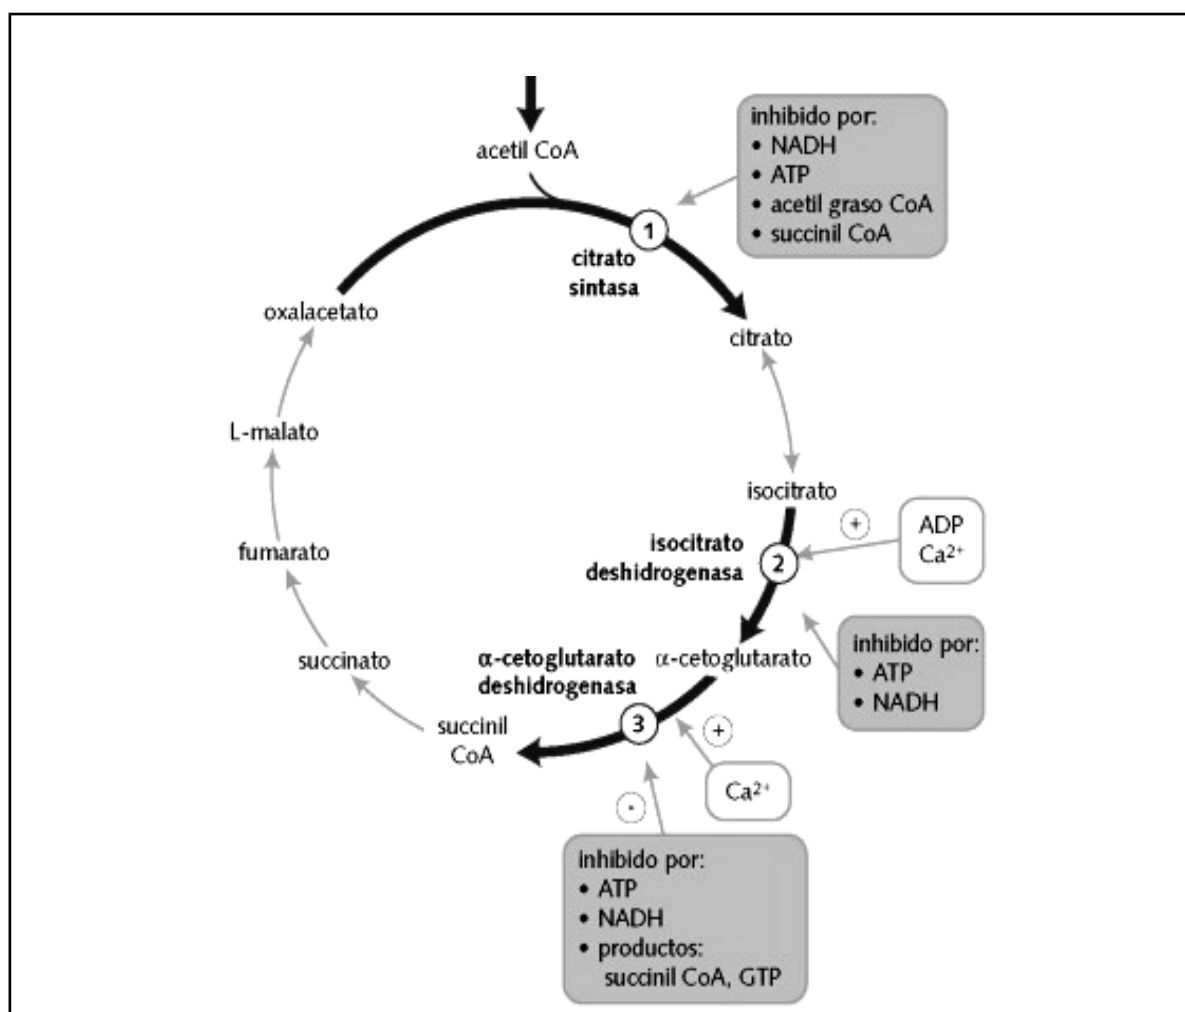 acetil CoA
inhibido por:
• NADH
• ATP
• acetil graso CoA
• succinil CoA
1
citrato
sintasa
oxalacetato
citrato
L-malato
isocitrato
+
ADP
Ca²⁺
isocitrato
deshidrogenasa
2
fumarato
inhibido por:
• ATP
• NADH
succinato
α-cetoglutarato
deshidrogenasa
α-cetoglutarato
3
succinil
CoA
+
Ca²⁺
-
inhibido por:
• ATP
• NADH
• productos:
succinil CoA, GTP